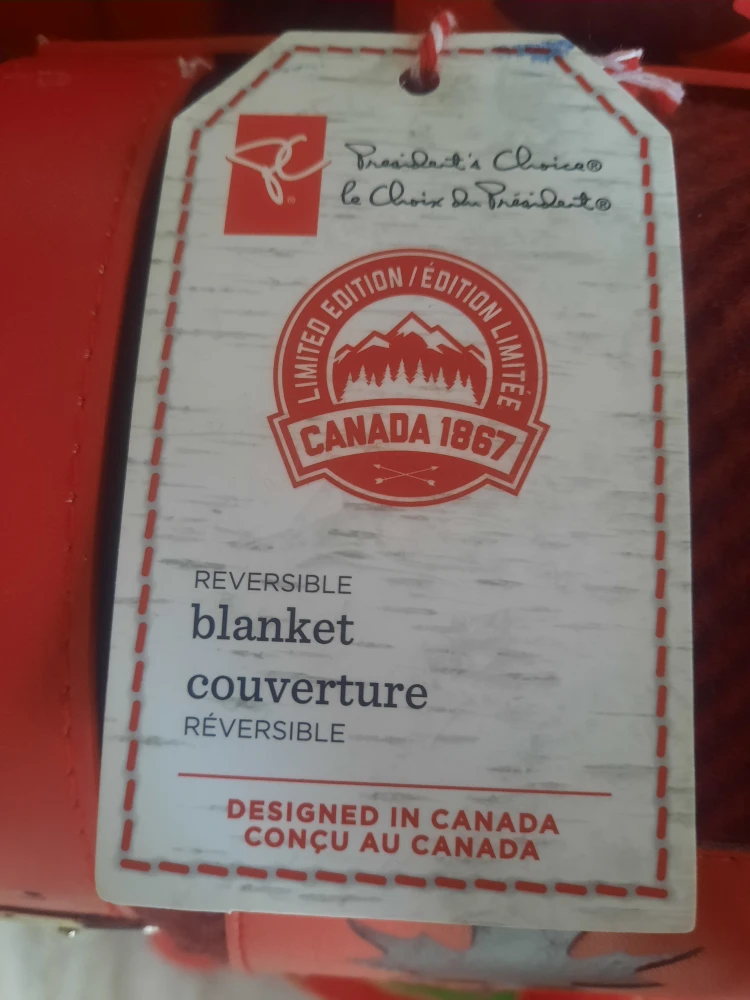 PC
President's Choice®
le Choix du Président®
LIMITED EDITION / ÉDITION LIMITÉE
CANADA 1867
REVERSIBLE
blanket
couverture
RÉVERSIBLE
DESIGNED IN CANADA
CONÇU AU CANADA